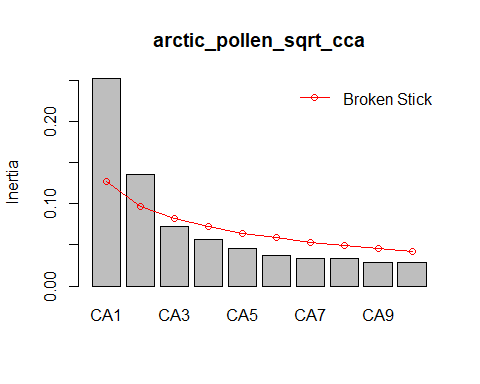 arctic_pollen_sqrt_cca
Broken Stick
Inertia
0.20
0.10
0.00
CA1 CA3 CA5 CA7 CA9